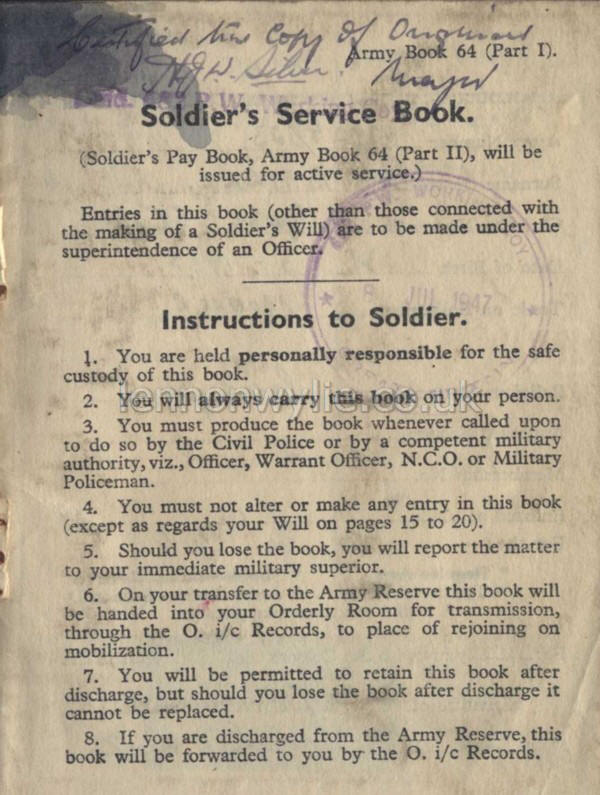 Certified true Copy of Original
Army Book 64 (Part I).
Major
Soldier's Service Book.
(Soldier's Pay Book, Army Book 64 (Part II), will be
issued for active service.)
Entries in this book (other than those connected with
the making of a Soldier's Will) are to be made under the
superintendence of an Officer.
8 JUL 1947
Instructions to Soldier.
1. You are held personally responsible for the safe
custody of this book.
2. You will always carry this book on your person.
lennonwylie.co.uk
3. You must produce the book whenever called upon
to do so by the Civil Police or by a competent military
authority, viz., Officer, Warrant Officer, N.C.O. or Military
Policeman.
4. You must not alter or make any entry in this book
(except as regards your Will on pages 15 to 20).
5. Should you lose the book, you will report the matter
to your immediate military superior.
6. On your transfer to the Army Reserve this book will
be handed into your Orderly Room for transmission,
through the O. i/c Records, to place of rejoining on
mobilization.
7. You will be permitted to retain this book after
discharge, but should you lose the book after discharge it
cannot be replaced.
8. If you are discharged from the Army Reserve, this
book will be forwarded to you by the O. i/c Records.